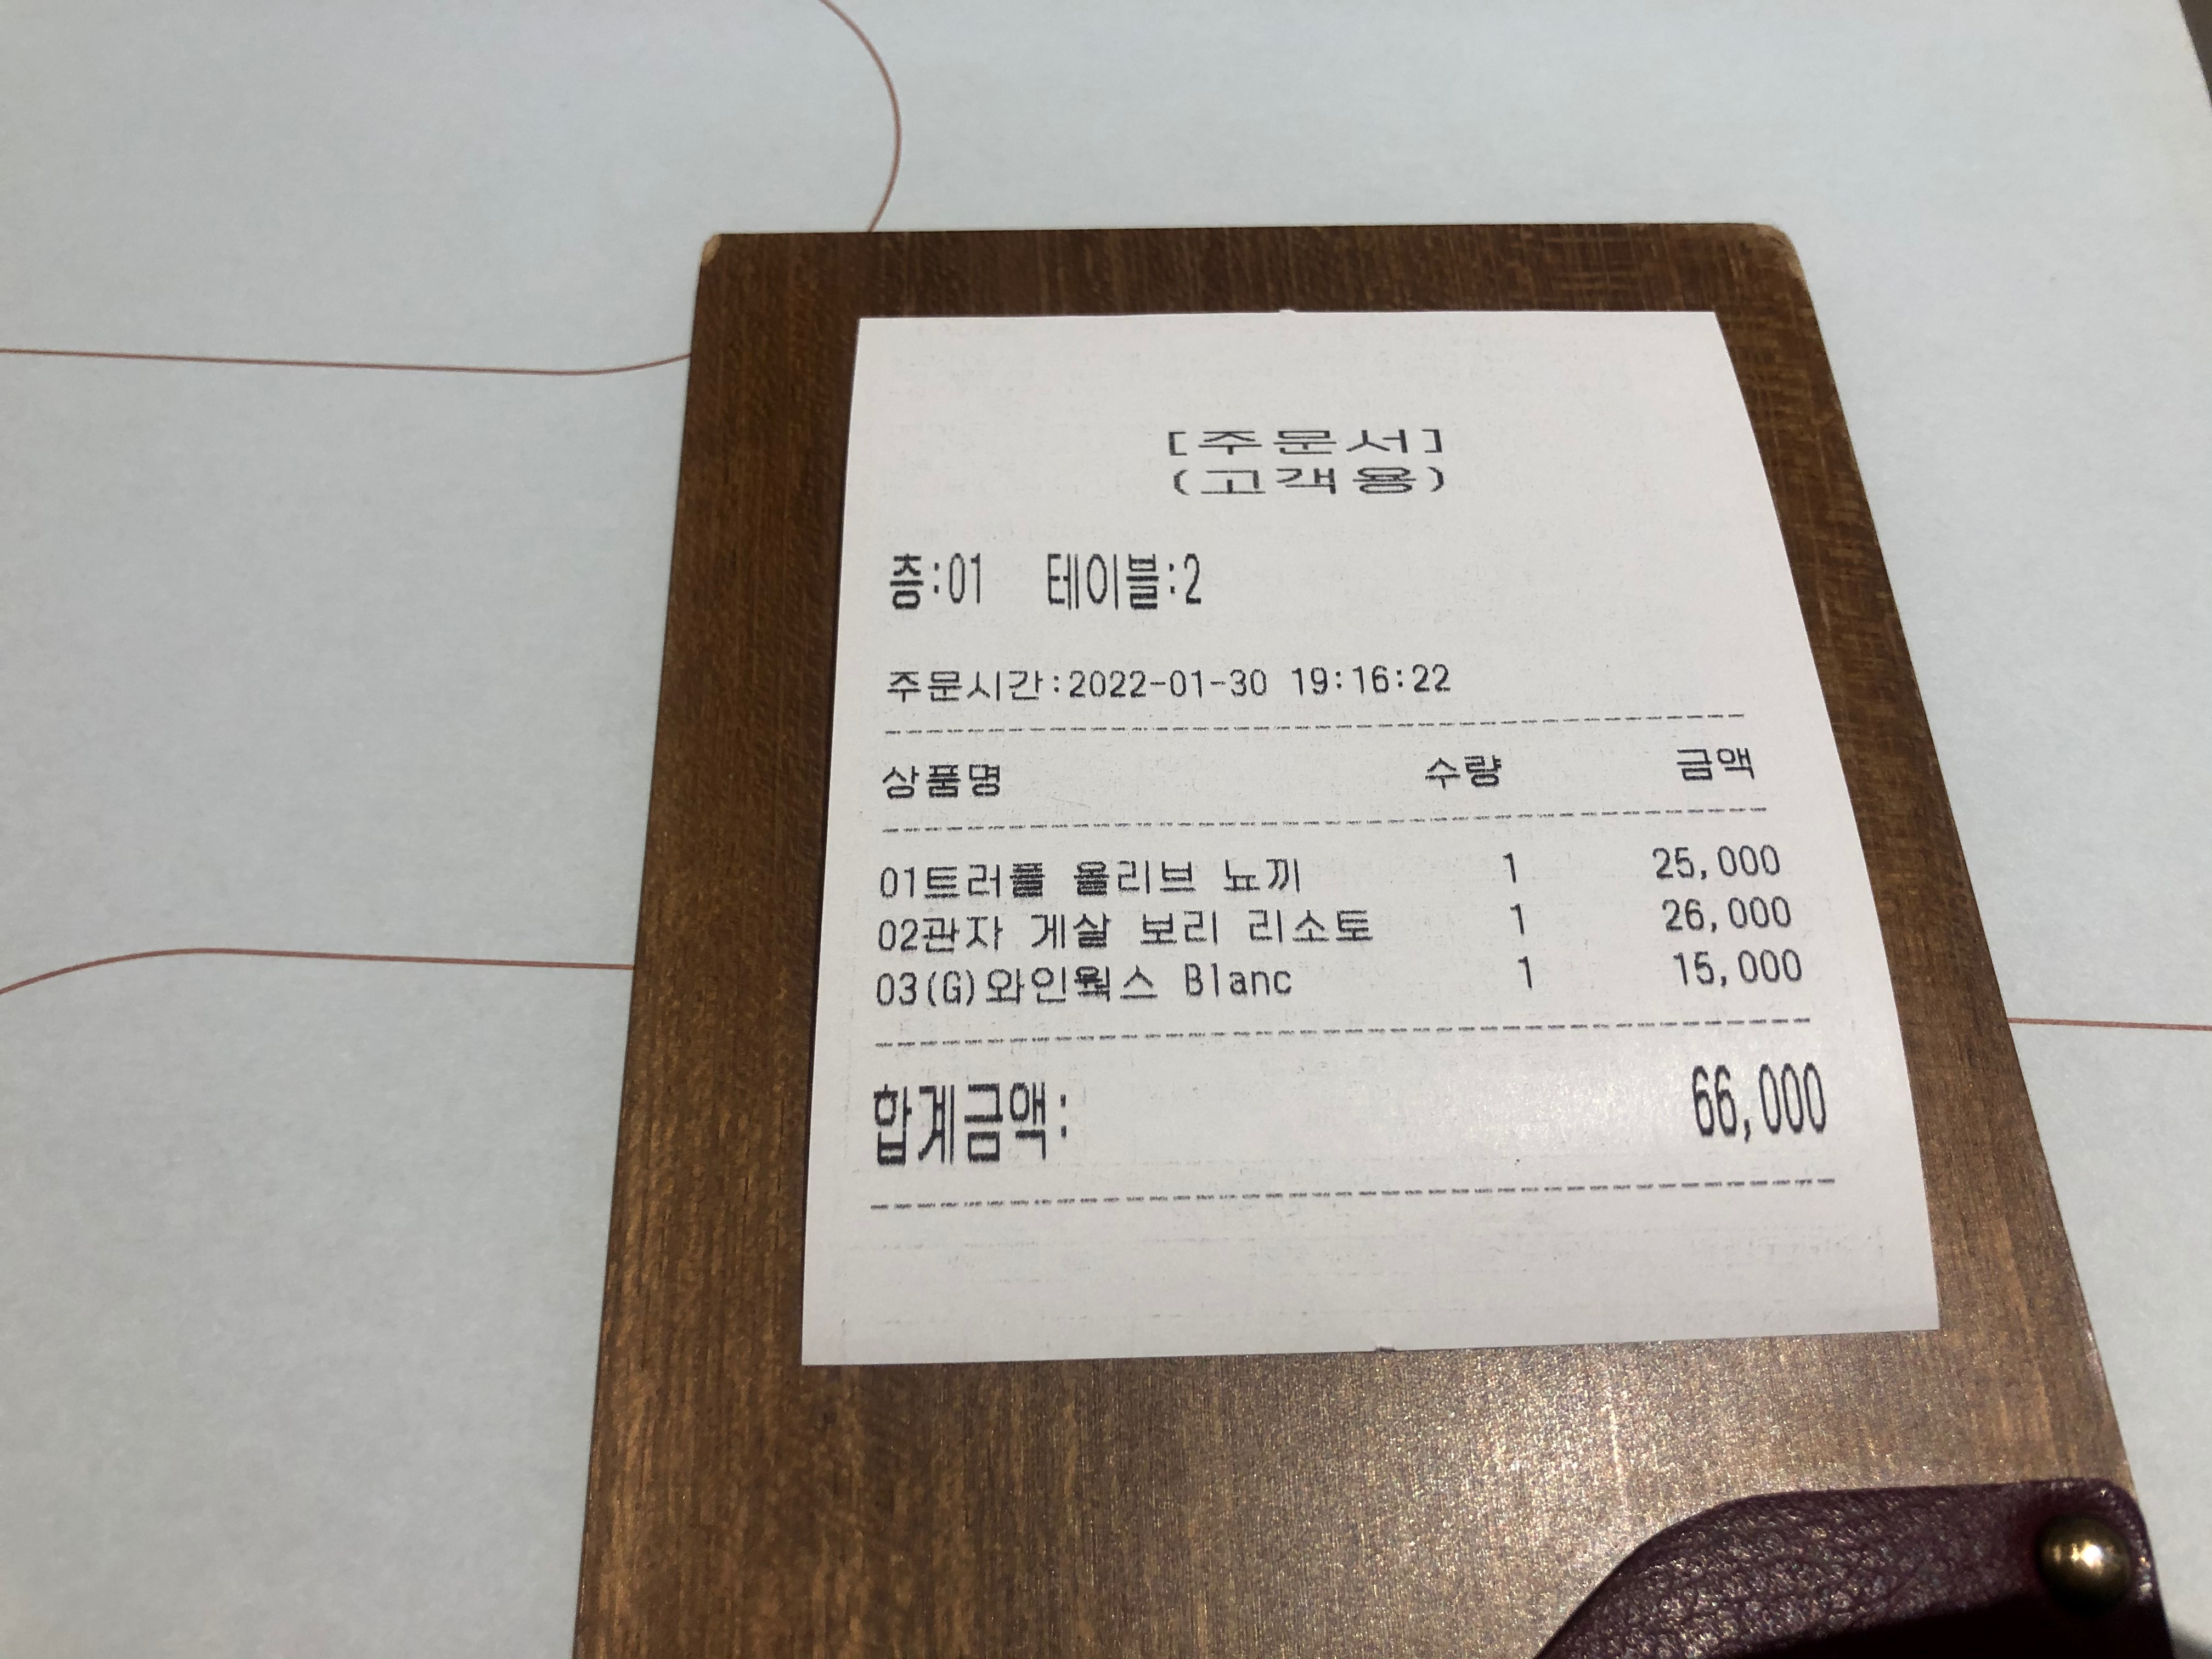 [주문서]
(고객용)
층:01 테이블:2
주문시간:2022-01-30 19:16:22
상품명 수량 금액
01트러플 올리브 뇨끼 1 25,000
02관자 게살 보리 리소토 1 26,000
03(G)와인웍스 Blanc 1 15,000
합계금액: 66,000